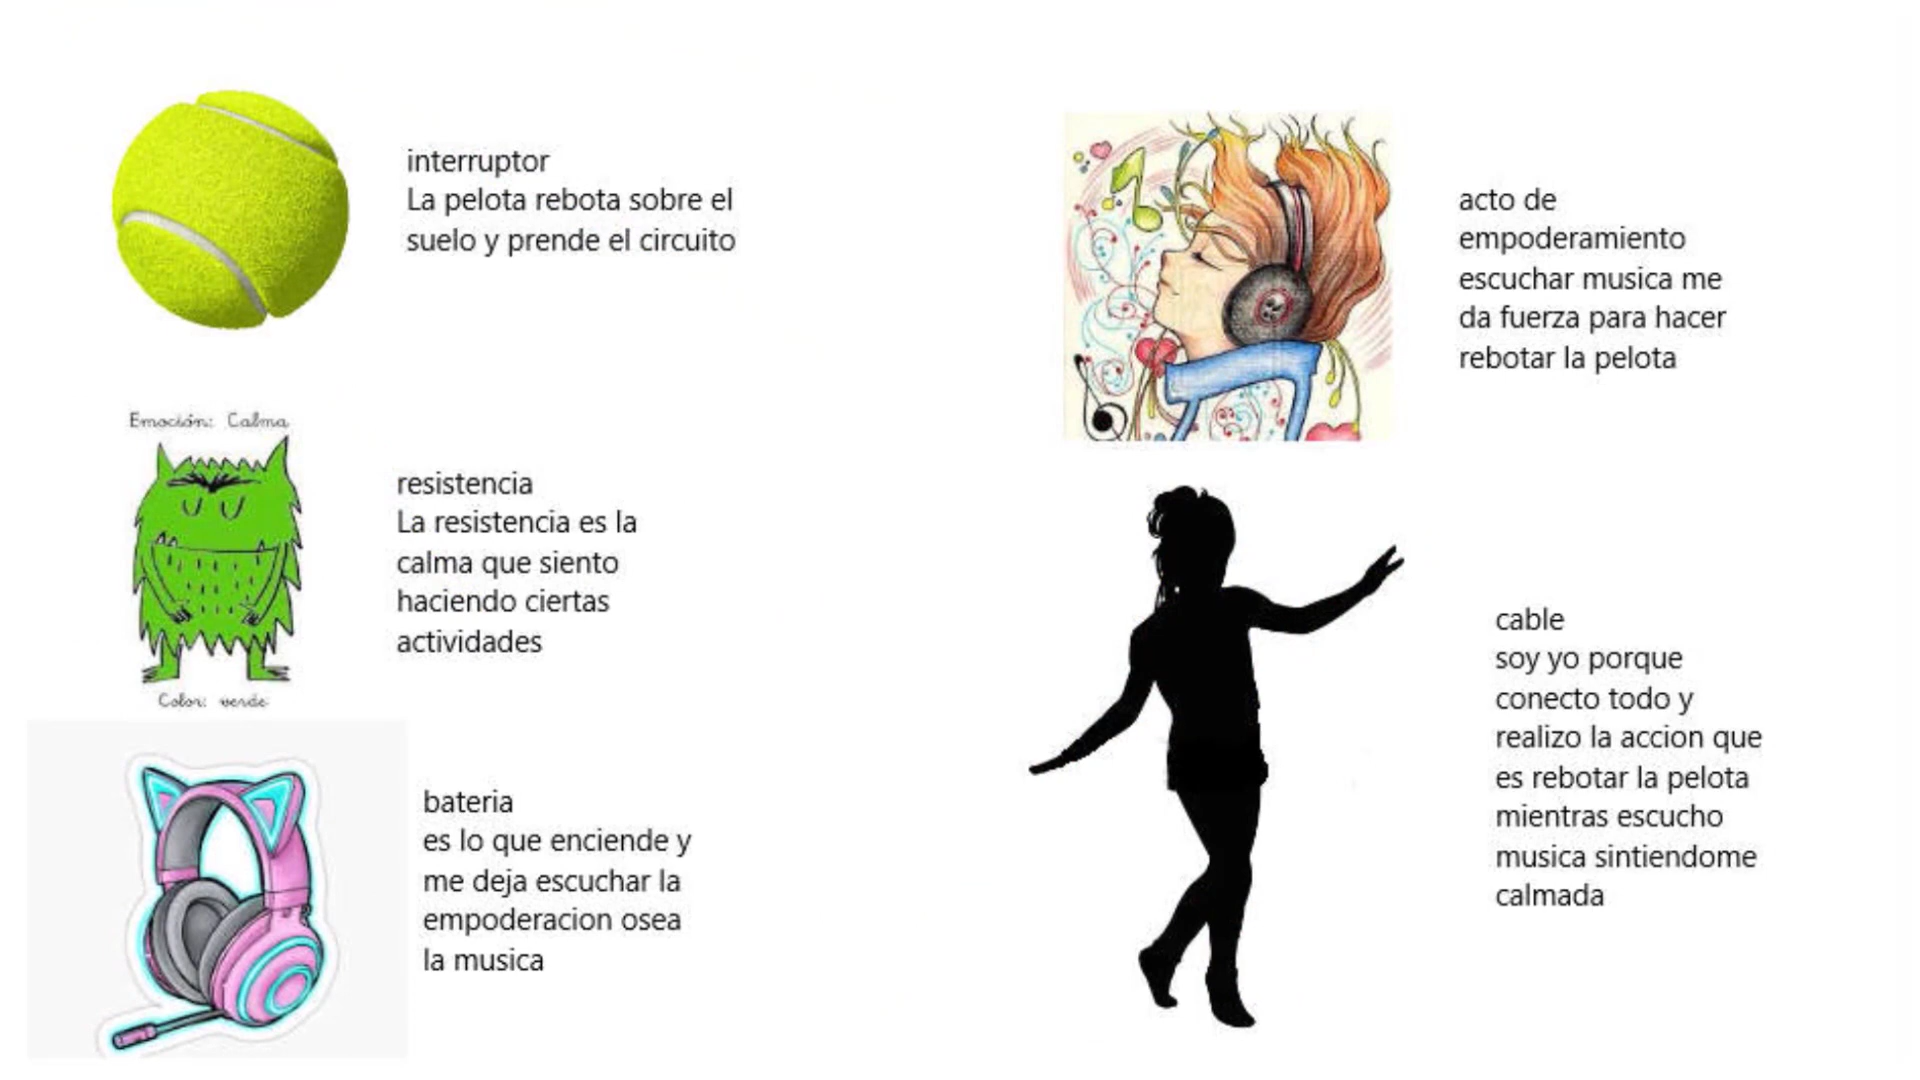 interruptor
La pelota rebota sobre el
suelo y prende el circuito
Emoción: Calma
resistencia
La resistencia es la
calma que siento
haciendo ciertas
actividades
Color: verde
bateria
es lo que enciende y
me deja escuchar la
empoderacion osea
la musica
acto de
empoderamiento
escuchar musica me
da fuerza para hacer
rebotar la pelota
cable
soy yo porque
conecto todo y
realizo la accion que
es rebotar la pelota
mientras escucho
musica sintiendome
calmada